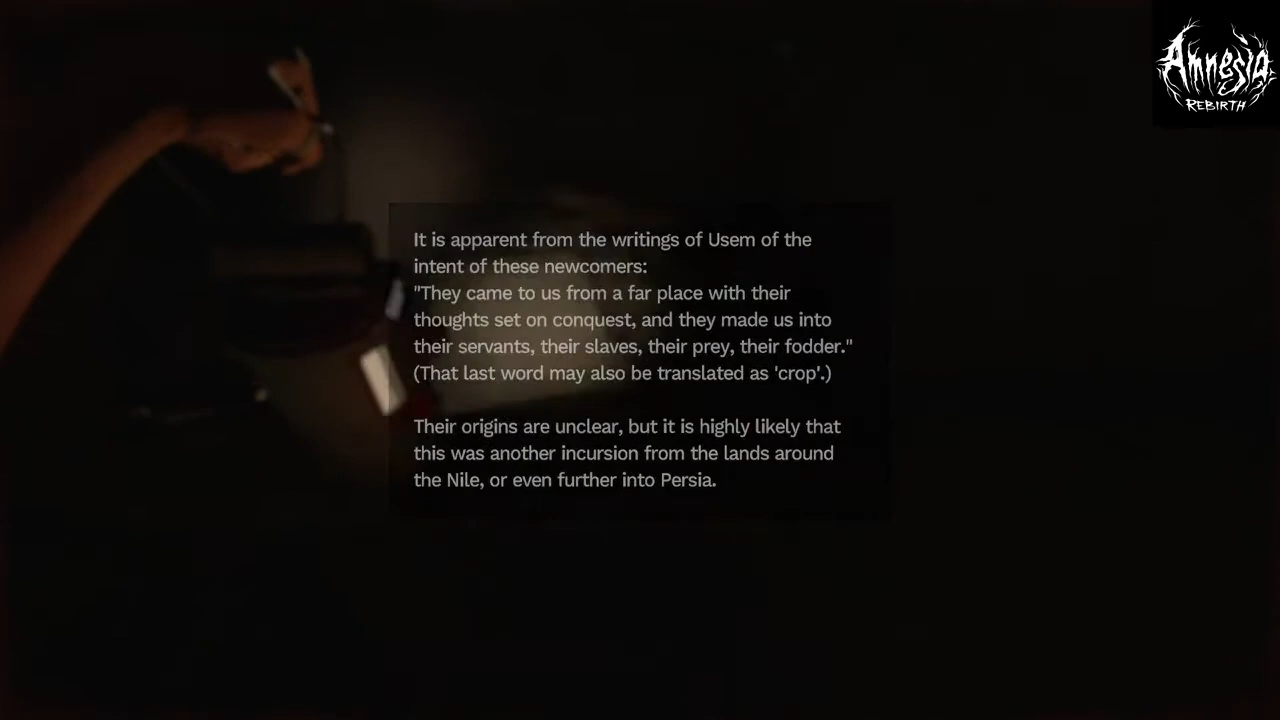 Amnesia
REBIRTH
It is apparent from the writings of Usem of the
intent of these newcomers:
"They came to us from a far place with their
thoughts set on conquest, and they made us into
their servants, their slaves, their prey, their fodder."
(That last word may also be translated as 'crop'.)
Their origins are unclear, but it is highly likely that
this was another incursion from the lands around
the Nile, or even further into Persia.